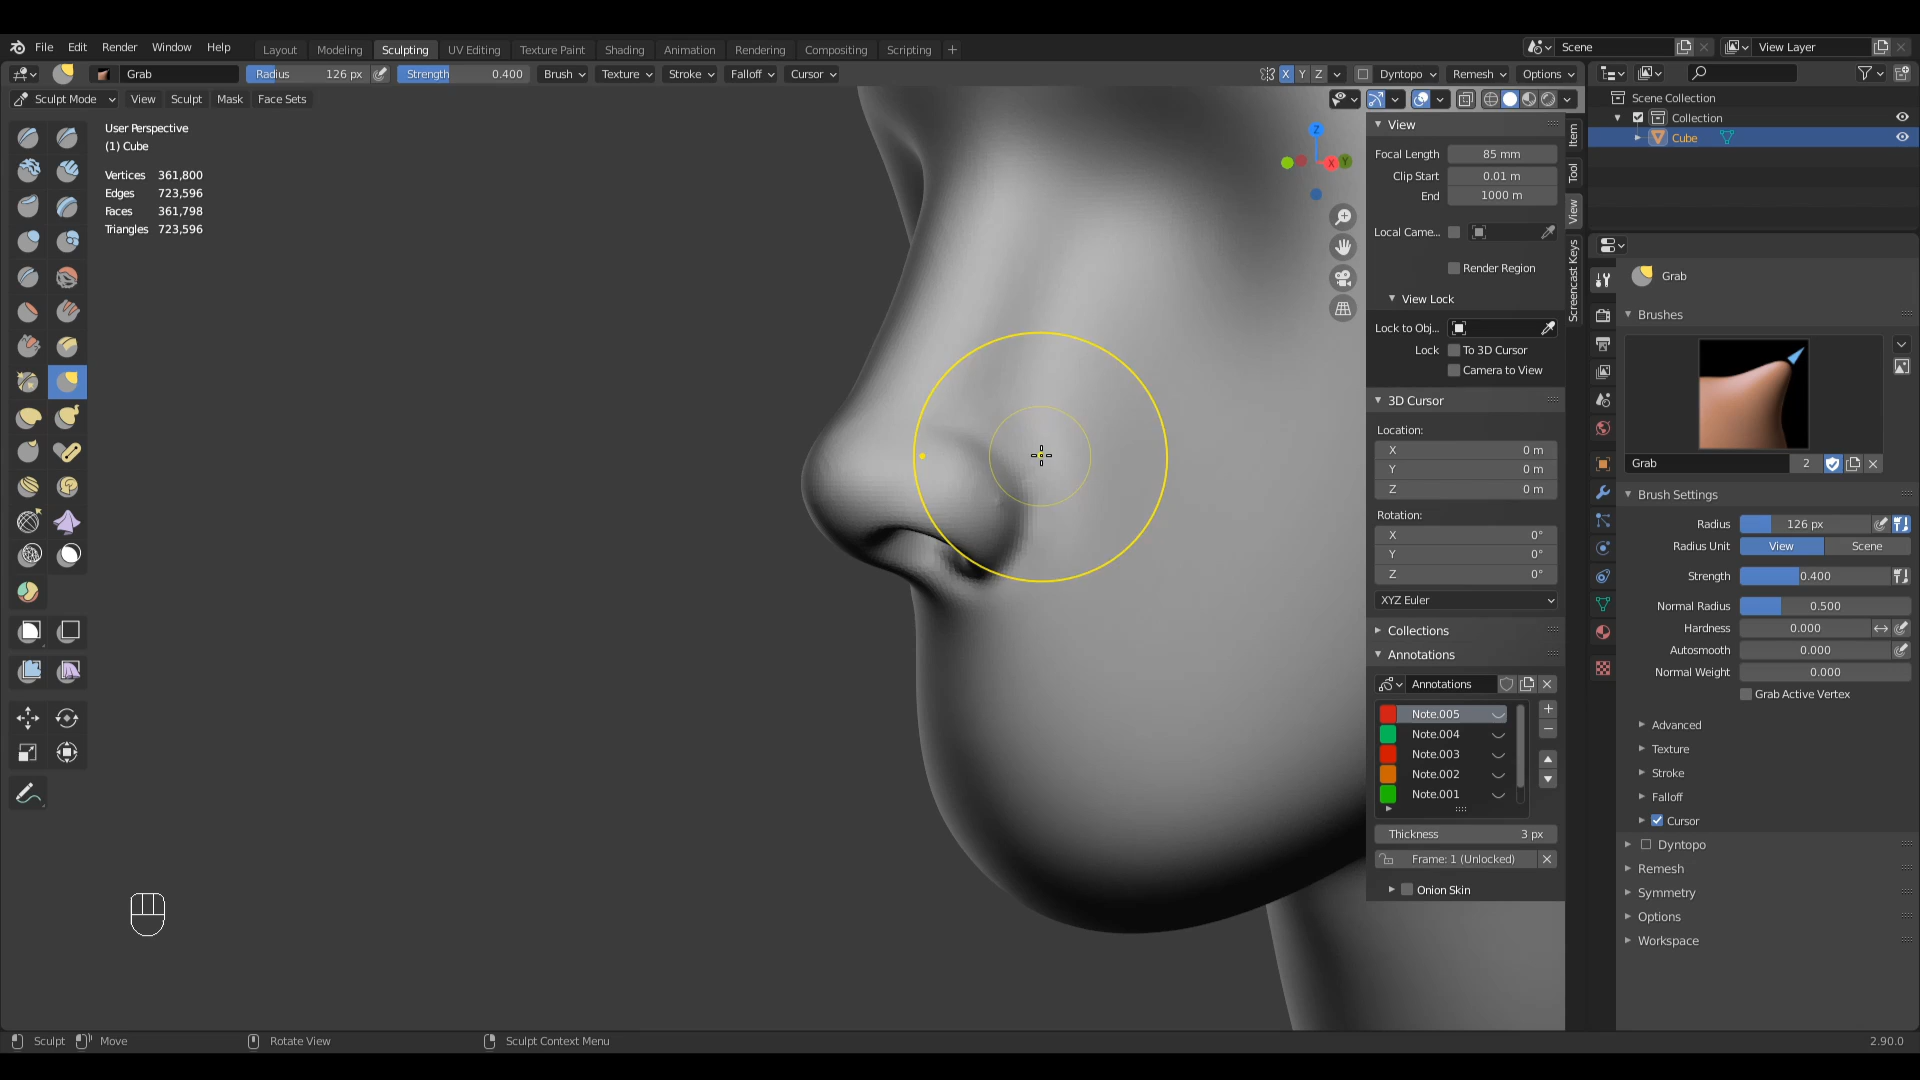 File Edit Render Window Help Layout Modeling Sculpting UV Editing Texture Paint Shading Animation Rendering Compositing Scripting + Scene View Layer
Grab Radius 126 px Strength 0.400 Brush Texture Stroke Falloff Cursor X Y Z Dyntopo Remesh Options
Sculpt Mode View Sculpt Mask Face Sets
User Perspective
(1) Cube
Vertices 361,800
Edges 723,596
Faces 361,798
Triangles 723,596
Z
X
Y
View
Focal Length 85 mm
Clip Start 0.01 m
End 1000 m
Local Came...
Render Region
View Lock
Lock to Obj...
Lock To 3D Cursor
Camera to View
3D Cursor
Location:
X 0 m
Y 0 m
Z 0 m
Rotation:
X 0°
Y 0°
Z 0°
XYZ Euler
Collections
Annotations
Annotations
Note.005
Note.004
Note.003
Note.002
Note.001
Thickness 3 px
Frame: 1 (Unlocked)
Onion Skin
Item
Tool
View
Screencast Keys
Scene Collection
Collection
Cube
Grab
Brushes
Grab 2
Brush Settings
Radius 126 px
Radius Unit View Scene
Strength 0.400
Normal Radius 0.500
Hardness 0.000
Autosmooth 0.000
Normal Weight 0.000
Grab Active Vertex
Advanced
Texture
Stroke
Falloff
Cursor
Dyntopo
Remesh
Symmetry
Options
Workspace
Sculpt Move Rotate View Sculpt Context Menu 2.90.0